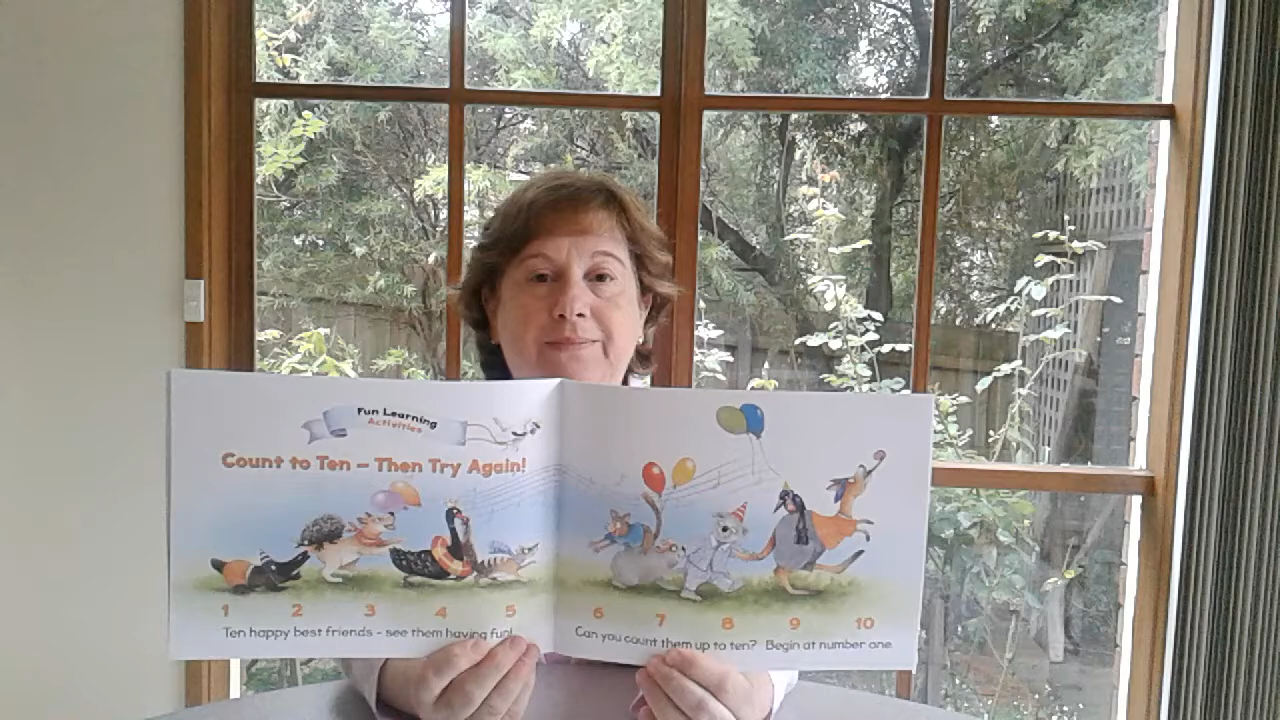 Fun Learning
Activities
Count to Ten – Then Try Again!
1 2 3 4 5 6 7 8 9 10
Ten happy best friends – see them having fun!
Can you count them up to ten? Begin at number one.